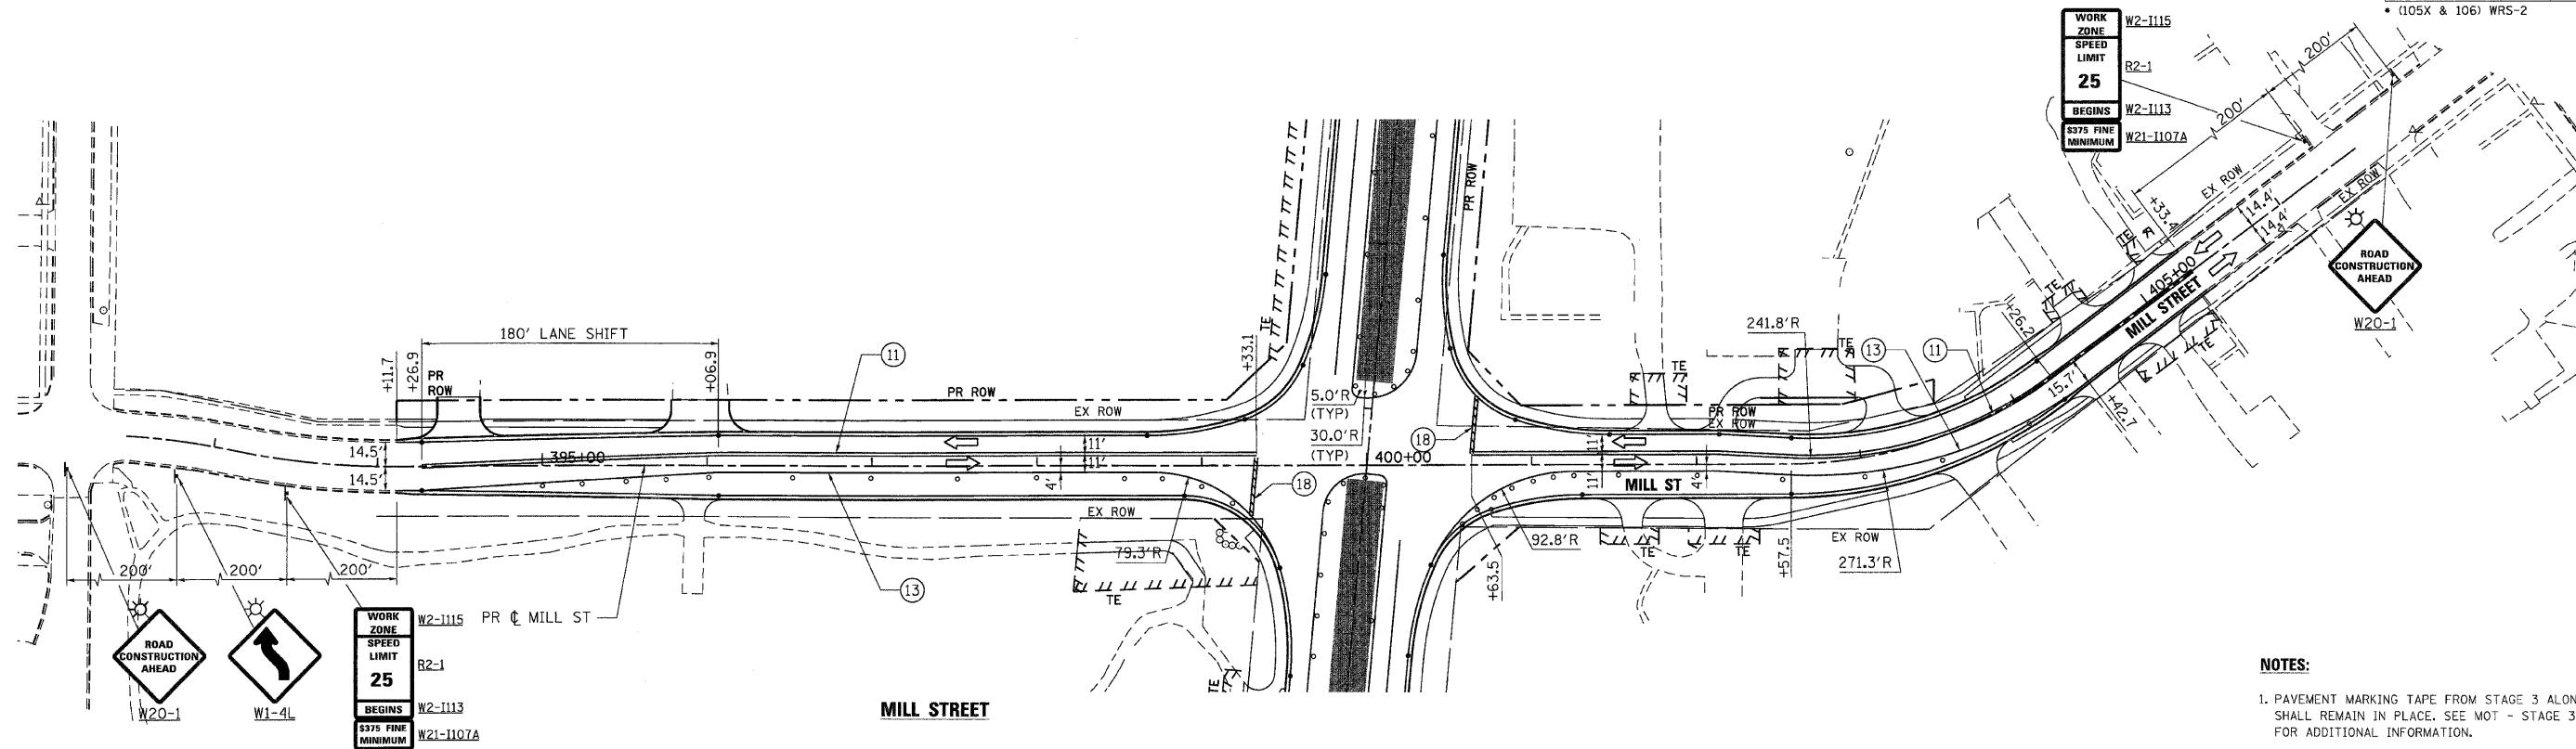 * (105X & 106) WRS-2
WORK
ZONE
W2-I115
SPEED
LIMIT
25
R2-1
BEGINS
W2-I113
$375 FINE
MINIMUM
W21-I107A
200'
200'
EX ROW
EX ROW
+33.4
14.4'
14.4'
TE
405+00
MILL STREET
ROAD
CONSTRUCTION
AHEAD
W20-1
TE
TE
+26.2
15.7'
+42.7
PR ROW
TE
180' LANE SHIFT
+11.7
+26.9
+06.9
+33.1
PR
ROW
11
PR ROW
EX ROW
14.5'
14.5'
395+00
11'
11'
4'
5.0'R
(TYP)
30.0'R
(TYP)
18
400+00
241.8'R
TE
TE
13
11
PR ROW
EX ROW
11'
11'
4'
MILL ST
18
EX ROW
79.3'R
13
TE
TE
92.8'R
+63.5
TE
TE
+57.5
EX ROW
271.3'R
200'
200'
200'
ROAD
CONSTRUCTION
AHEAD
W20-1
W1-4L
WORK
ZONE
W2-I115
SPEED
LIMIT
25
R2-1
BEGINS
W2-I113
$375 FINE
MINIMUM
W21-I107A
PR ℄ MILL ST
MILL STREET
NOTES:
1. PAVEMENT MARKING TAPE FROM STAGE 3 ALON
SHALL REMAIN IN PLACE. SEE MOT - STAGE 3
FOR ADDITIONAL INFORMATION.